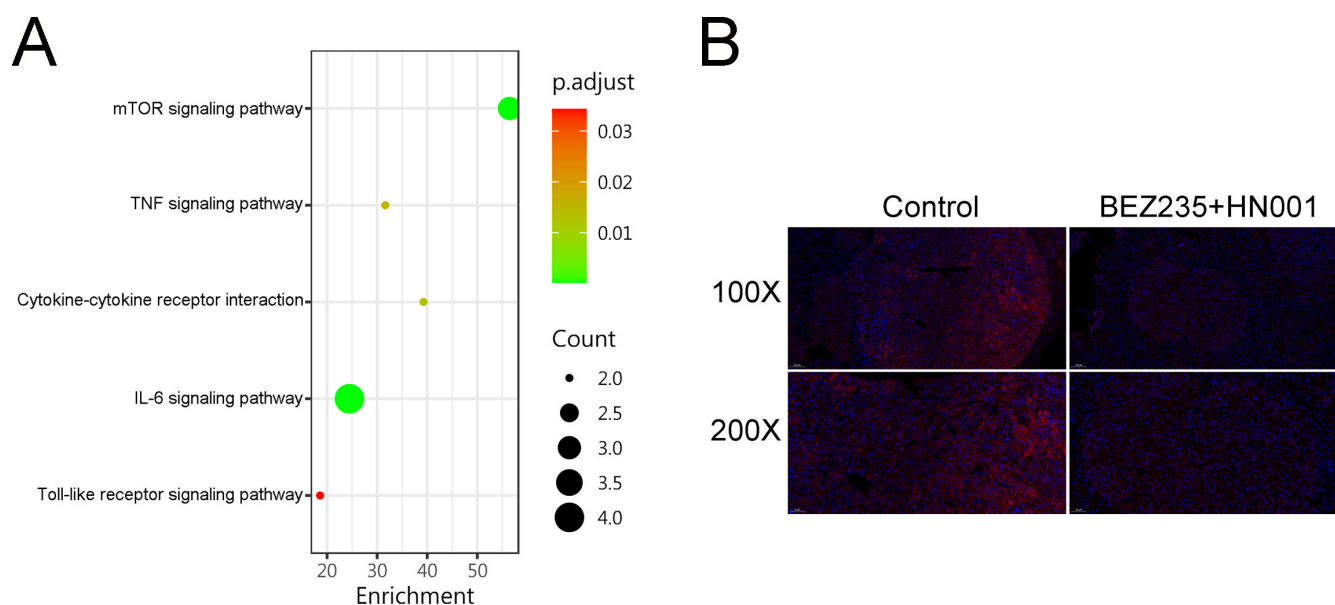 A
mTOR signaling pathway
TNF signaling pathway
Cytokine-cytokine receptor interaction
IL-6 signaling pathway
Toll-like receptor signaling pathway
20 30 40 50
Enrichment
p.adjust
0.03
0.02
0.01
Count
2.0
2.5
3.0
3.5
4.0
B
Control BEZ235+HN001
100X
200X